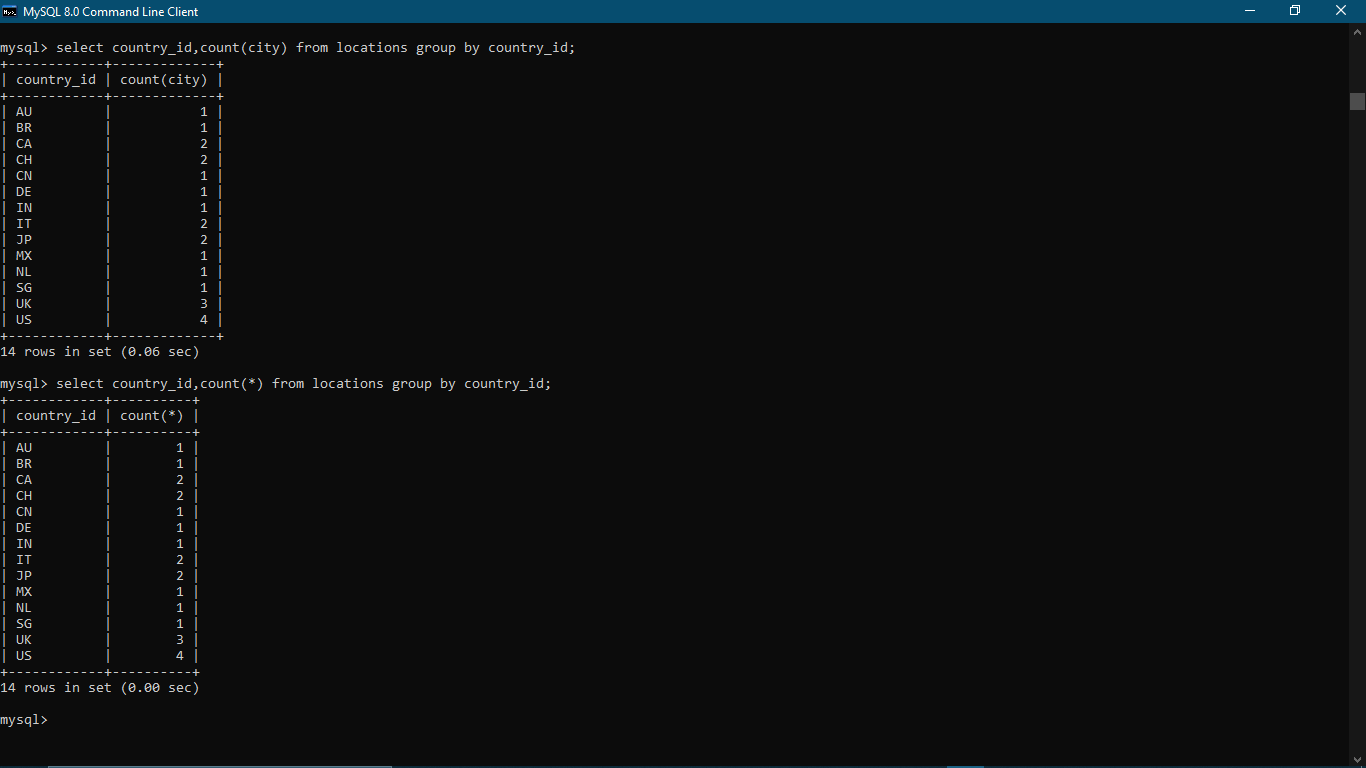 MySQL 8.0 Command Line Client
mysql> select country_id,count(city) from locations group by country_id;
+------------+-------------+
| country_id | count(city) |
+------------+-------------+
| AU         |           1 |
| BR         |           1 |
| CA         |           2 |
| CH         |           2 |
| CN         |           1 |
| DE         |           1 |
| IN         |           1 |
| IT         |           2 |
| JP         |           2 |
| MX         |           1 |
| NL         |           1 |
| SG         |           1 |
| UK         |           3 |
| US         |           4 |
+------------+-------------+
14 rows in set (0.06 sec)
mysql> select country_id,count(*) from locations group by country_id;
+------------+----------+
| country_id | count(*) |
+------------+----------+
| AU         |        1 |
| BR         |        1 |
| CA         |        2 |
| CH         |        2 |
| CN         |        1 |
| DE         |        1 |
| IN         |        1 |
| IT         |        2 |
| JP         |        2 |
| MX         |        1 |
| NL         |        1 |
| SG         |        1 |
| UK         |        3 |
| US         |        4 |
+------------+----------+
14 rows in set (0.00 sec)
mysql>